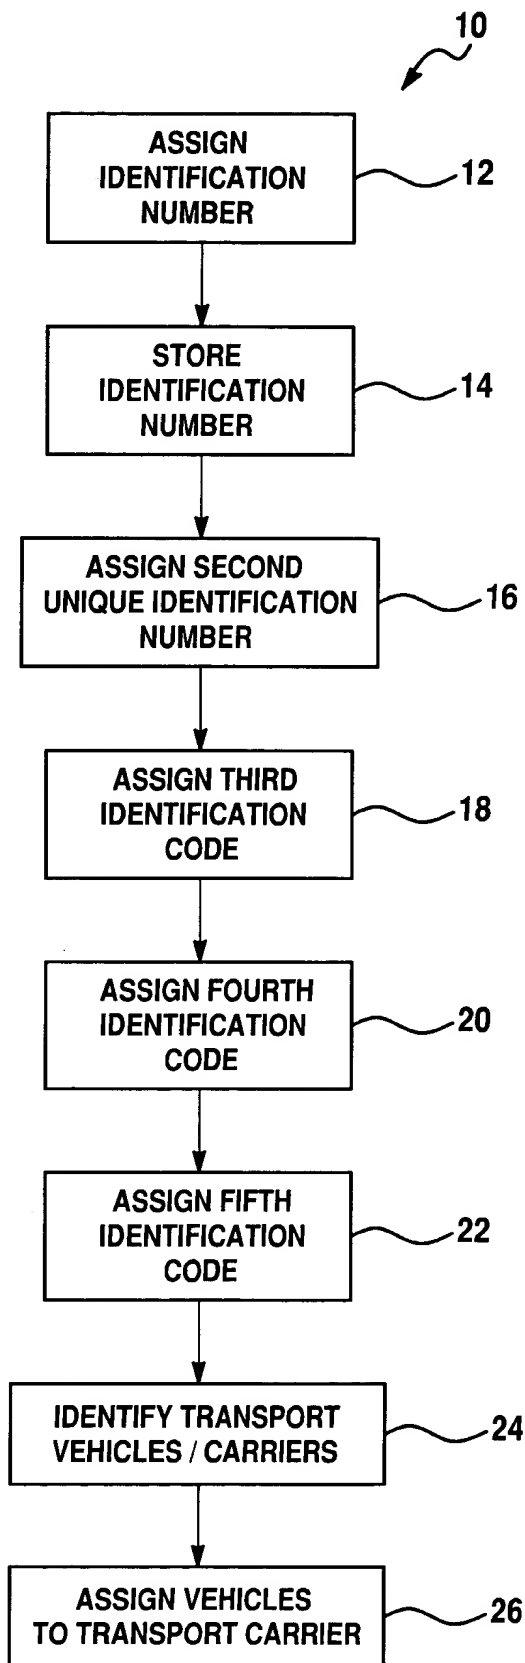 10
ASSIGN
IDENTIFICATION
NUMBER
12
STORE
IDENTIFICATION
NUMBER
14
ASSIGN SECOND
UNIQUE IDENTIFICATION
NUMBER
16
ASSIGN THIRD
IDENTIFICATION
CODE
18
ASSIGN FOURTH
IDENTIFICATION
CODE
20
ASSIGN FIFTH
IDENTIFICATION
CODE
22
IDENTIFY TRANSPORT
VEHICLES / CARRIERS
24
ASSIGN VEHICLES
TO TRANSPORT CARRIER
26